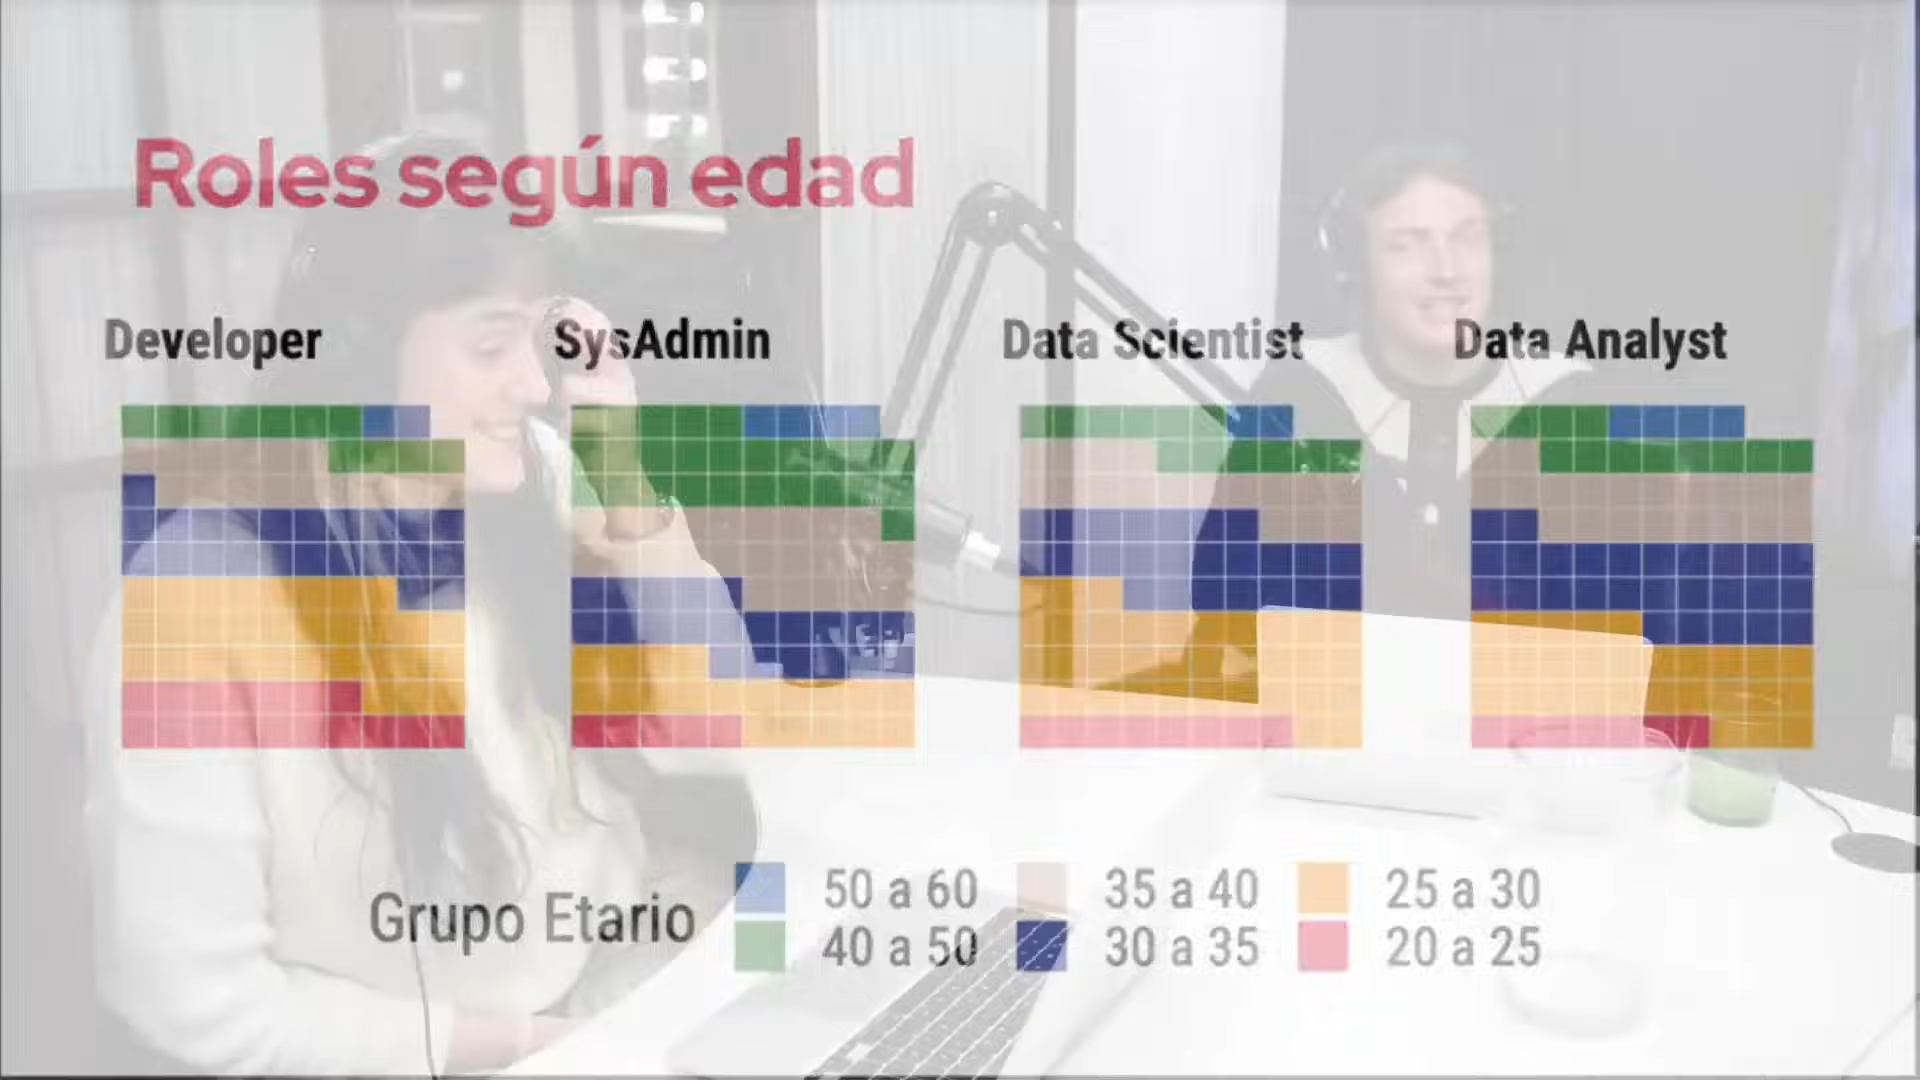 Roles según edad
Developer
SysAdmin
Data Scientist
Data Analyst
Grupo Etario
50 a 60
35 a 40
25 a 30
40 a 50
30 a 35
20 a 25